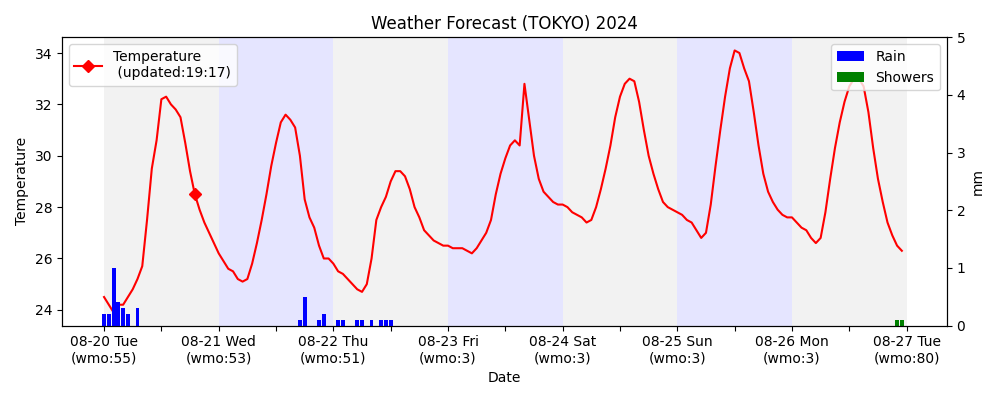 Weather Forecast (TOKYO) 2024
Temperature
(updated:19:17)
Rain
Showers
Temperature
34
32
30
28
26
24
mm
5
4
3
2
1
0
08-20 Tue
(wmo:55)
08-21 Wed
(wmo:53)
08-22 Thu
(wmo:51)
08-23 Fri
(wmo:3)
08-24 Sat
(wmo:3)
08-25 Sun
(wmo:3)
08-26 Mon
(wmo:3)
08-27 Tue
(wmo:80)
Date